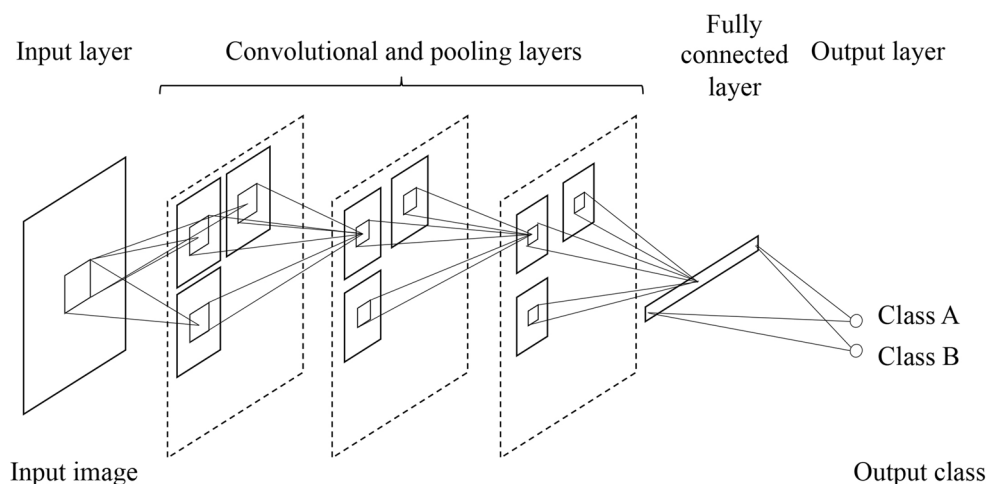 Input layer
Convolutional and pooling layers
Fully
connected
layer
Output layer
Class A
Class B
Input image
Output class